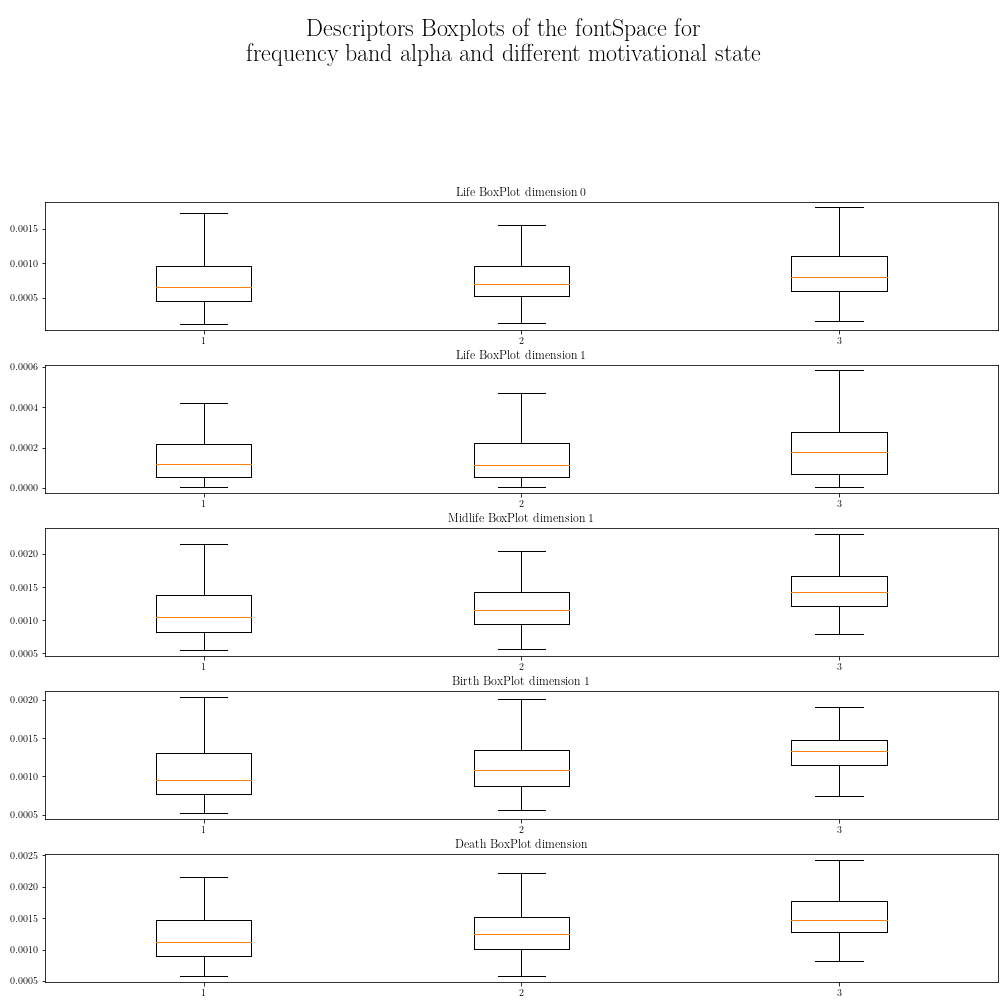 Descriptors Boxplots of the fontSpace for
frequency band alpha and different motivational state
Life BoxPlot dimension 0
0.0015
0.0010
0.0005
1 2 3
Life BoxPlot dimension 1
0.0006
0.0004
0.0002
0.0000
1 2 3
Midlife BoxPlot dimension 1
0.0020
0.0015
0.0010
0.0005
1 2 3
Birth BoxPlot dimension 1
0.0020
0.0015
0.0010
0.0005
1 2 3
Death BoxPlot dimension
0.0025
0.0020
0.0015
0.0010
0.0005
1 2 3